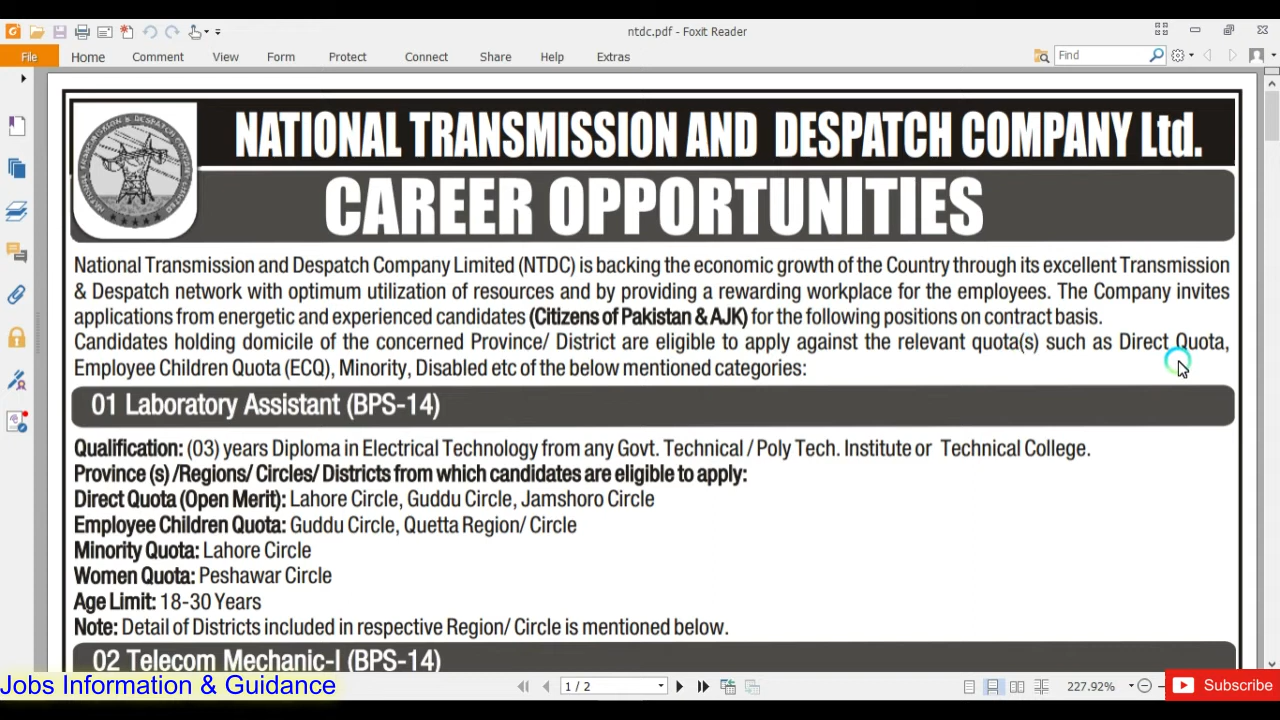 ntdc.pdf - Foxit Reader
File Home Comment View Form Protect Connect Share Help Extras Find
NATIONAL TRANSMISSION AND DESPATCH COMPANY Ltd.
CAREER OPPORTUNITIES
National Transmission and Despatch Company Limited (NTDC) is backing the economic growth of the Country through its excellent Transmission
& Despatch network with optimum utilization of resources and by providing a rewarding workplace for the employees. The Company invites
applications from energetic and experienced candidates (Citizens of Pakistan & AJK) for the following positions on contract basis.
Candidates holding domicile of the concerned Province/ District are eligible to apply against the relevant quota(s) such as Direct Quota,
Employee Children Quota (ECQ), Minority, Disabled etc of the below mentioned categories:
01 Laboratory Assistant (BPS-14)
Qualification: (03) years Diploma in Electrical Technology from any Govt. Technical / Poly Tech. Institute or Technical College.
Province (s) /Regions/ Circles/ Districts from which candidates are eligible to apply:
Direct Quota (Open Merit): Lahore Circle, Guddu Circle, Jamshoro Circle
Employee Children Quota: Guddu Circle, Quetta Region/ Circle
Minority Quota: Lahore Circle
Women Quota: Peshawar Circle
Age Limit: 18-30 Years
Note: Detail of Districts included in respective Region/ Circle is mentioned below.
02 Telecom Mechanic-I (BPS-14)
Jobs Information & Guidance
1 / 2
227.92%
Subscribe